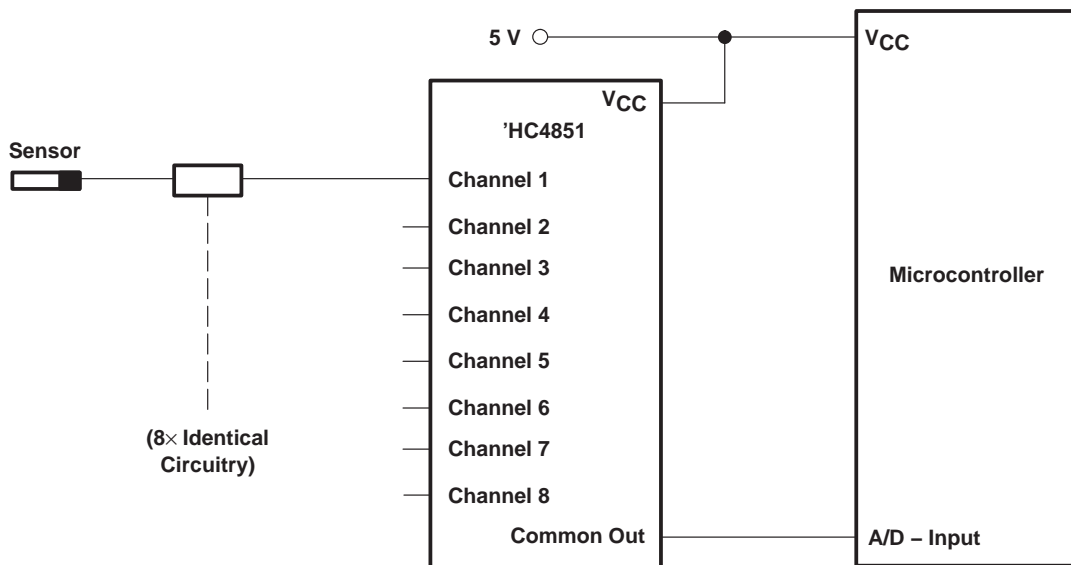 5 V
VCC
VCC
'HC4851
Sensor
Channel 1
Channel 2
Channel 3
Channel 4
Channel 5
Channel 6
Channel 7
Channel 8
Microcontroller
(8× Identical
Circuitry)
Common Out
A/D – Input